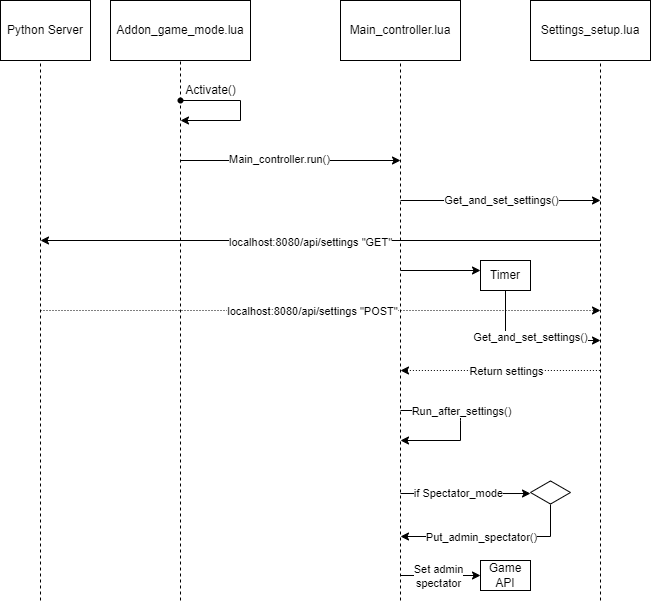 Python Server
Addon_game_mode.lua
Main_controller.lua
Settings_setup.lua
Activate()
Main_controller.run()
Get_and_set_settings()
localhost:8080/api/settings "GET"
Timer
localhost:8080/api/settings "POST"
Get_and_set_settings()
Return settings
Run_after_settings()
if Spectator_mode
Put_admin_spectator()
Set admin
spectator
Game
API